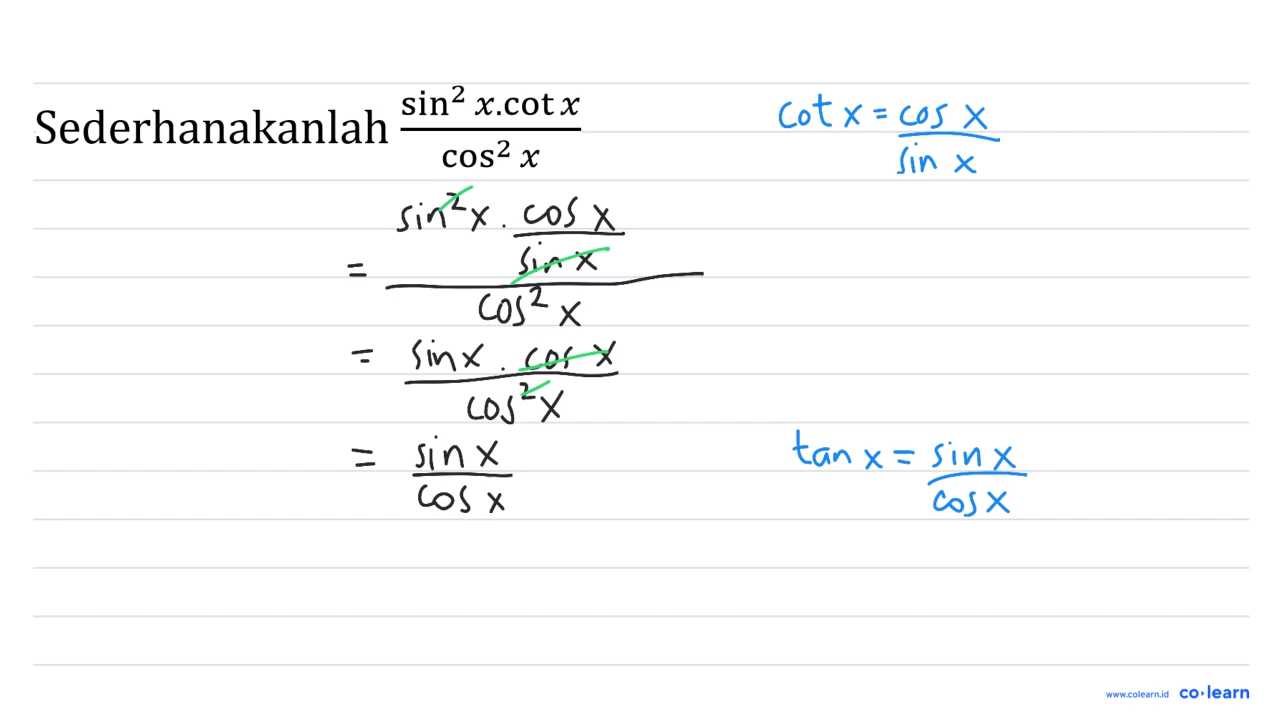 Sederhanakanlah sin² x.cot x / cos² x
cot x = cos x / sin x
= sin² x . cos x / sin x / cos² x
= sin x . cos x / cos² x
= sin x / cos x
tan x = sin x / cos x
www.colearn.id co·learn